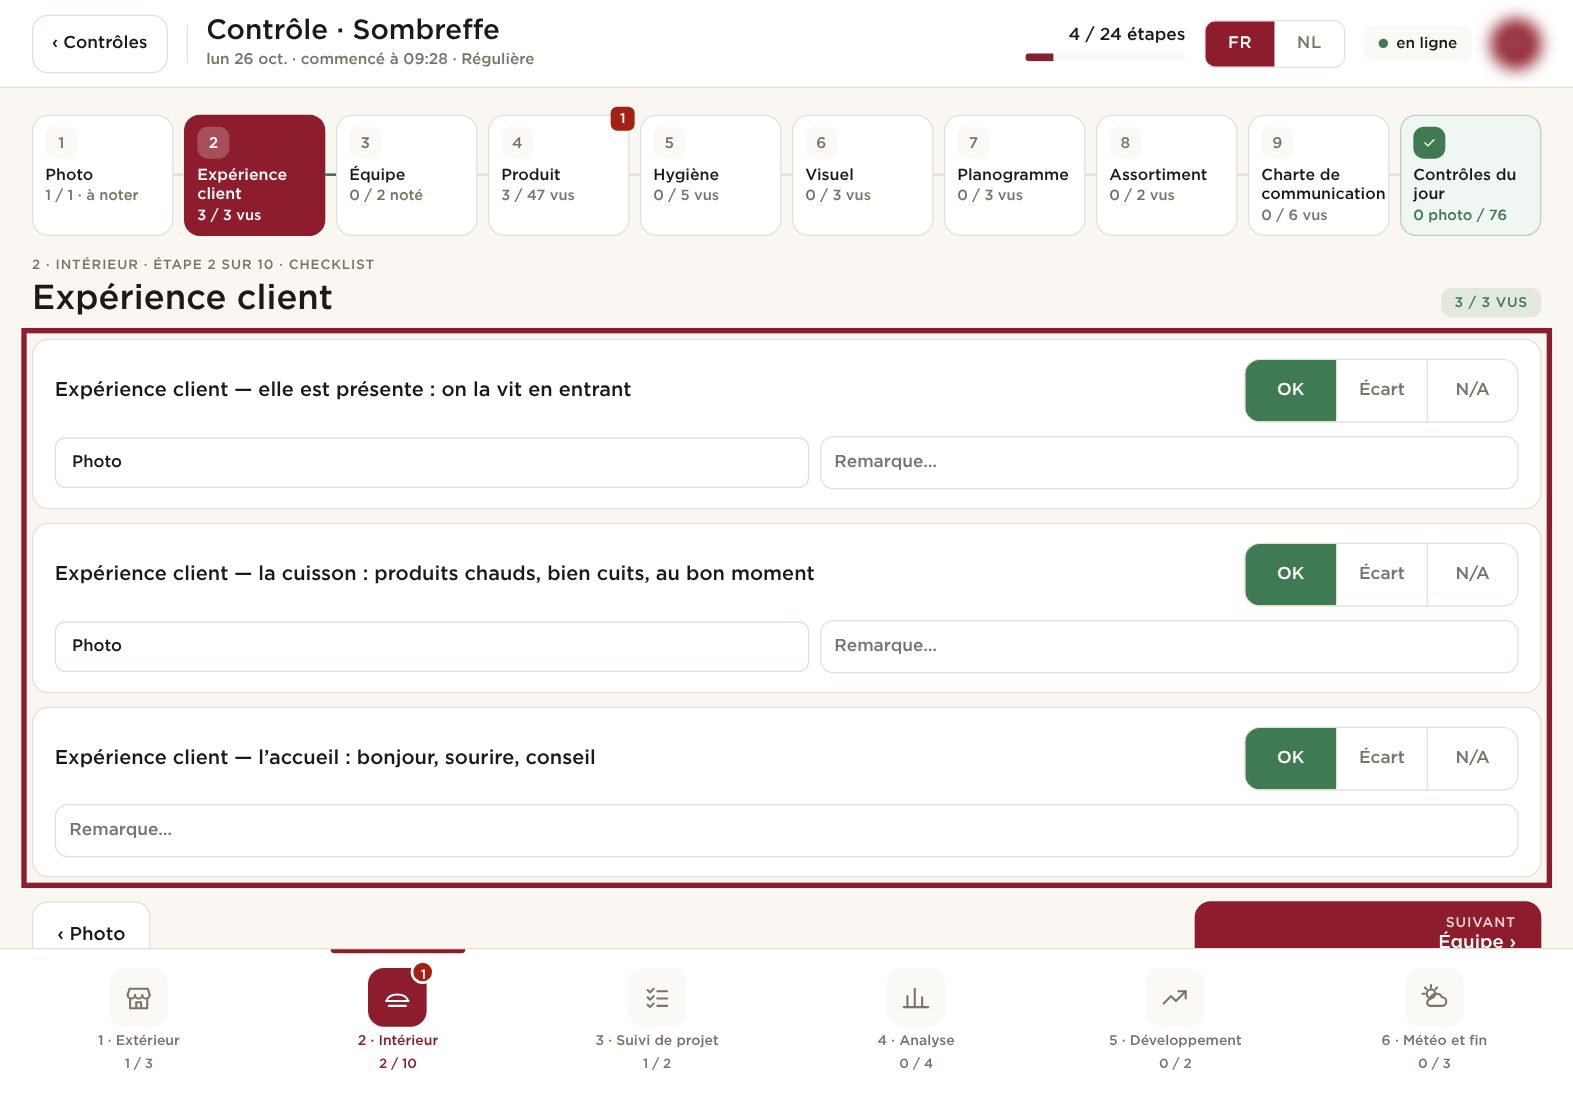 ‹ Contrôles
Contrôle · Sombreffe
lun 26 oct. · commencé à 09:28 · Régulière
4 / 24 étapes
FR
NL
en ligne
1
Photo
1 / 1 · à noter
2
Expérience
client
3 / 3 vus
3
Équipe
0 / 2 noté
1
4
Produit
3 / 47 vus
5
Hygiène
0 / 5 vus
6
Visuel
0 / 3 vus
7
Planogramme
0 / 3 vus
8
Assortiment
0 / 2 vus
9
Charte de
communication
0 / 6 vus
Contrôles du
jour
0 photo / 76
2 · INTÉRIEUR · ÉTAPE 2 SUR 10 · CHECKLIST
Expérience client
3 / 3 VUS
Expérience client — elle est présente : on la vit en entrant
OK
Écart
N/A
Photo
Remarque...
Expérience client — la cuisson : produits chauds, bien cuits, au bon moment
OK
Écart
N/A
Photo
Remarque...
Expérience client — l’accueil : bonjour, sourire, conseil
OK
Écart
N/A
Remarque...
‹ Photo
SUIVANT
Équipe ›
1 · Extérieur
1 / 3
1
2 · Intérieur
2 / 10
3 · Suivi de projet
1 / 2
4 · Analyse
0 / 4
5 · Développement
0 / 2
6 · Météo et fin
0 / 3